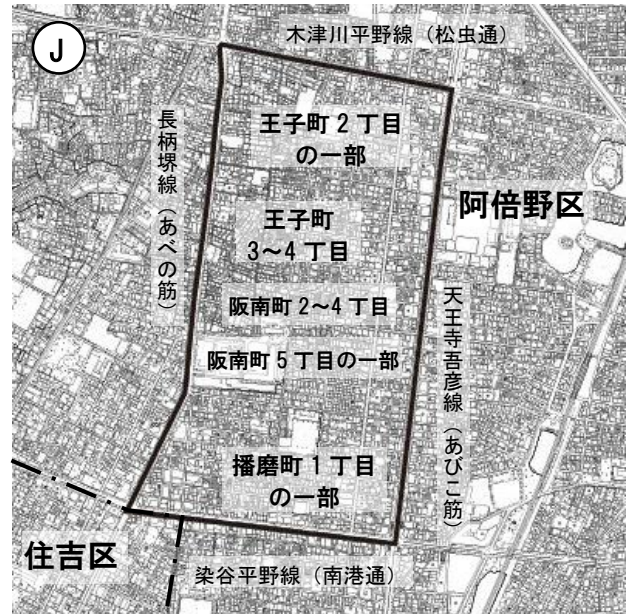 J
木津川平野線（松虫通）
長柄堺線（あべの筋）
王子町２丁目
の一部
阿倍野区
王子町
３～４丁目
天王寺吾彦線（あびこ筋）
阪南町２～４丁目
阪南町５丁目の一部
播磨町１丁目
の一部
住吉区
染谷平野線（南港通）